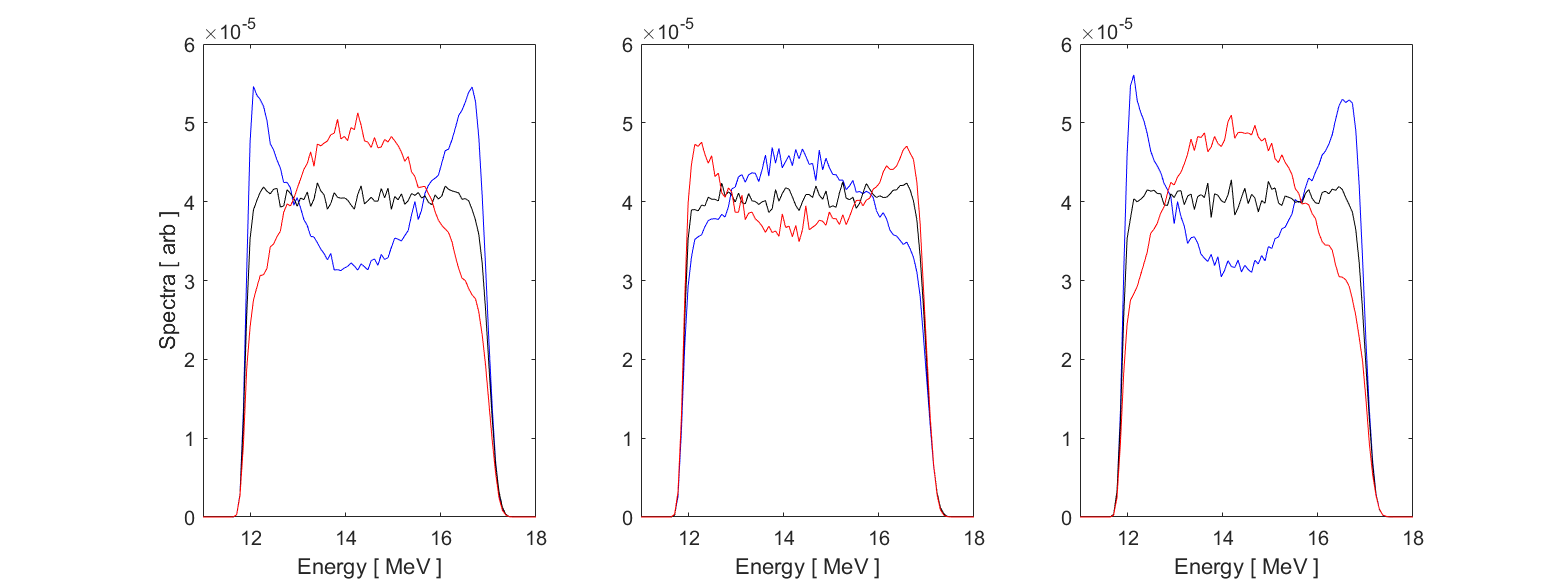 ×10-5 ×10-5 ×10-5
6 6 6
5 5 5
4 4 4
3 3 3
2 2 2
1 1 1
0 0 0
Spectra [ arb ]
12 14 16 18 12 14 16 18 12 14 16 18
Energy [ MeV ] Energy [ MeV ] Energy [ MeV ]